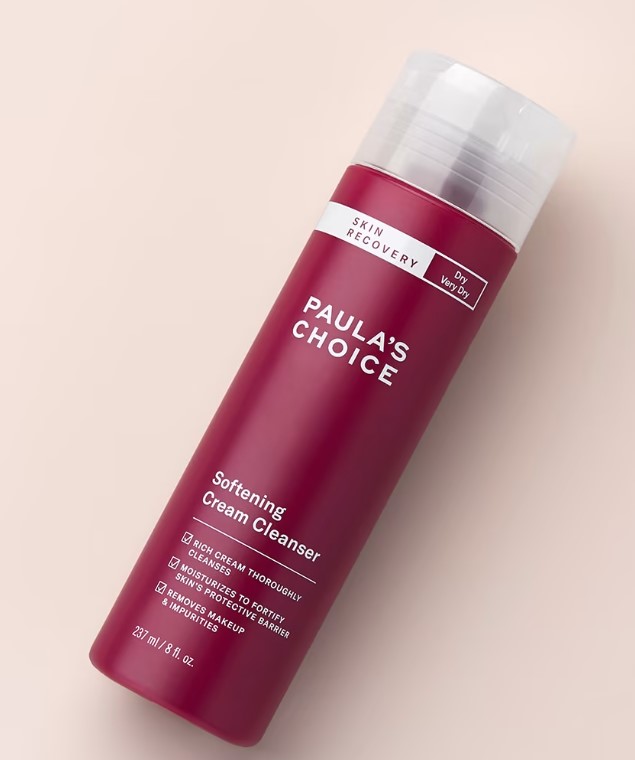 SKIN
RECOVERY
Dry
Very Dry
PAULA'S
CHOICE
Softening
Cream Cleanser
RICH CREAM THOROUGHLY
CLEANSES
MOISTURIZES TO FORTIFY
SKIN'S PROTECTIVE BARRIER
REMOVES MAKEUP
& IMPURITIES
237 ml / 8 fl. oz.